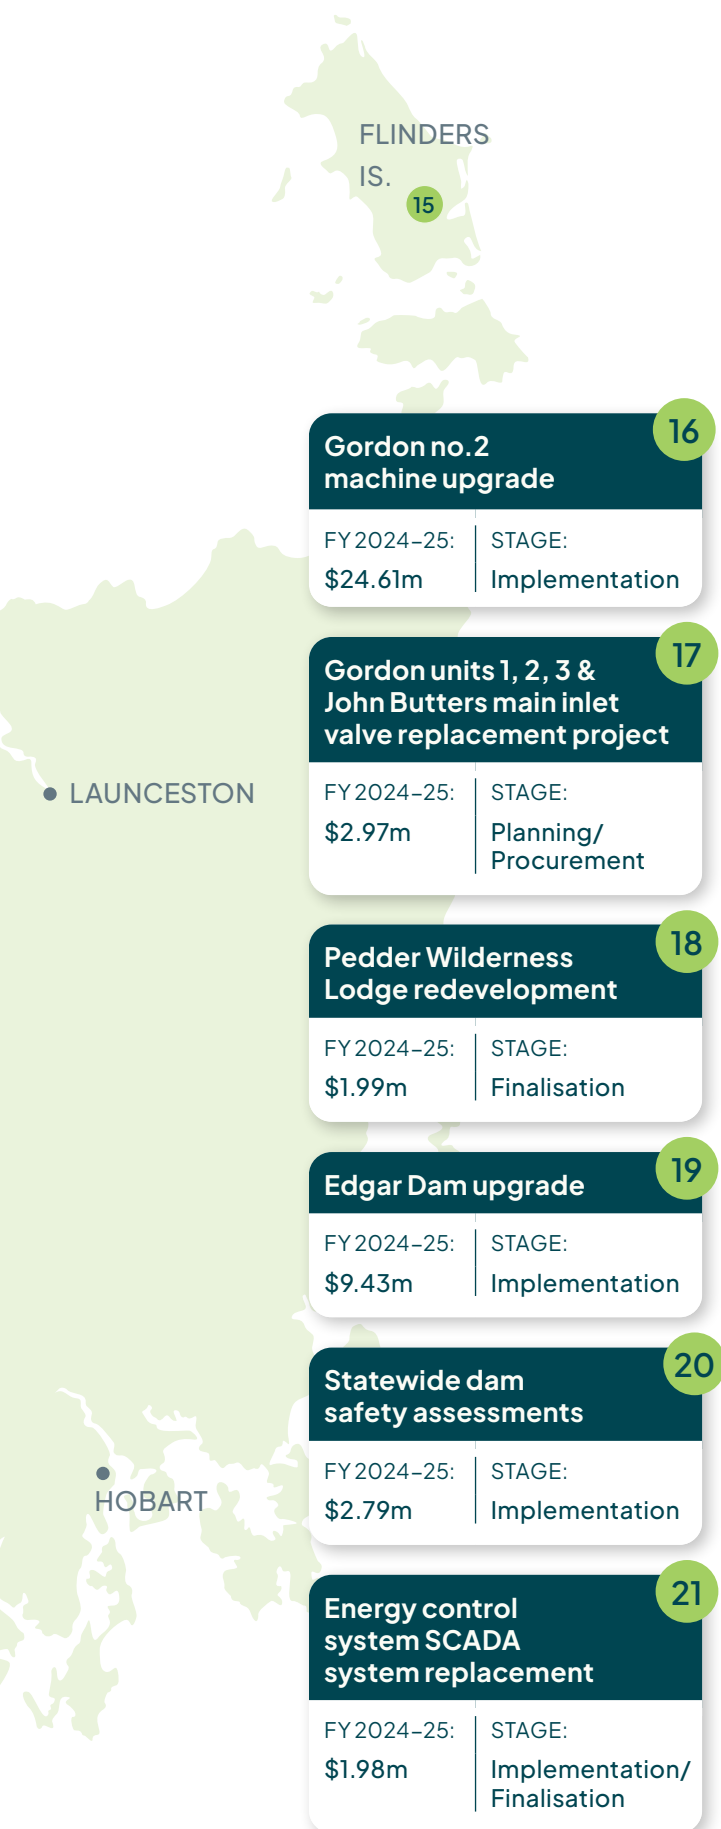 FLINDERS
IS.
15
16
Gordon no.2
machine upgrade
FY 2024–25:
$24.61m
STAGE:
Implementation
17
Gordon units 1, 2, 3 &
John Butters main inlet
valve replacement project
FY 2024–25:
$2.97m
STAGE:
Planning/
Procurement
LAUNCESTON
18
Pedder Wilderness
Lodge redevelopment
FY 2024–25:
$1.99m
STAGE:
Finalisation
19
Edgar Dam upgrade
FY 2024–25:
$9.43m
STAGE:
Implementation
20
Statewide dam
safety assessments
FY 2024–25:
$2.79m
STAGE:
Implementation
HOBART
21
Energy control
system SCADA
system replacement
FY 2024–25:
$1.98m
STAGE:
Implementation/
Finalisation